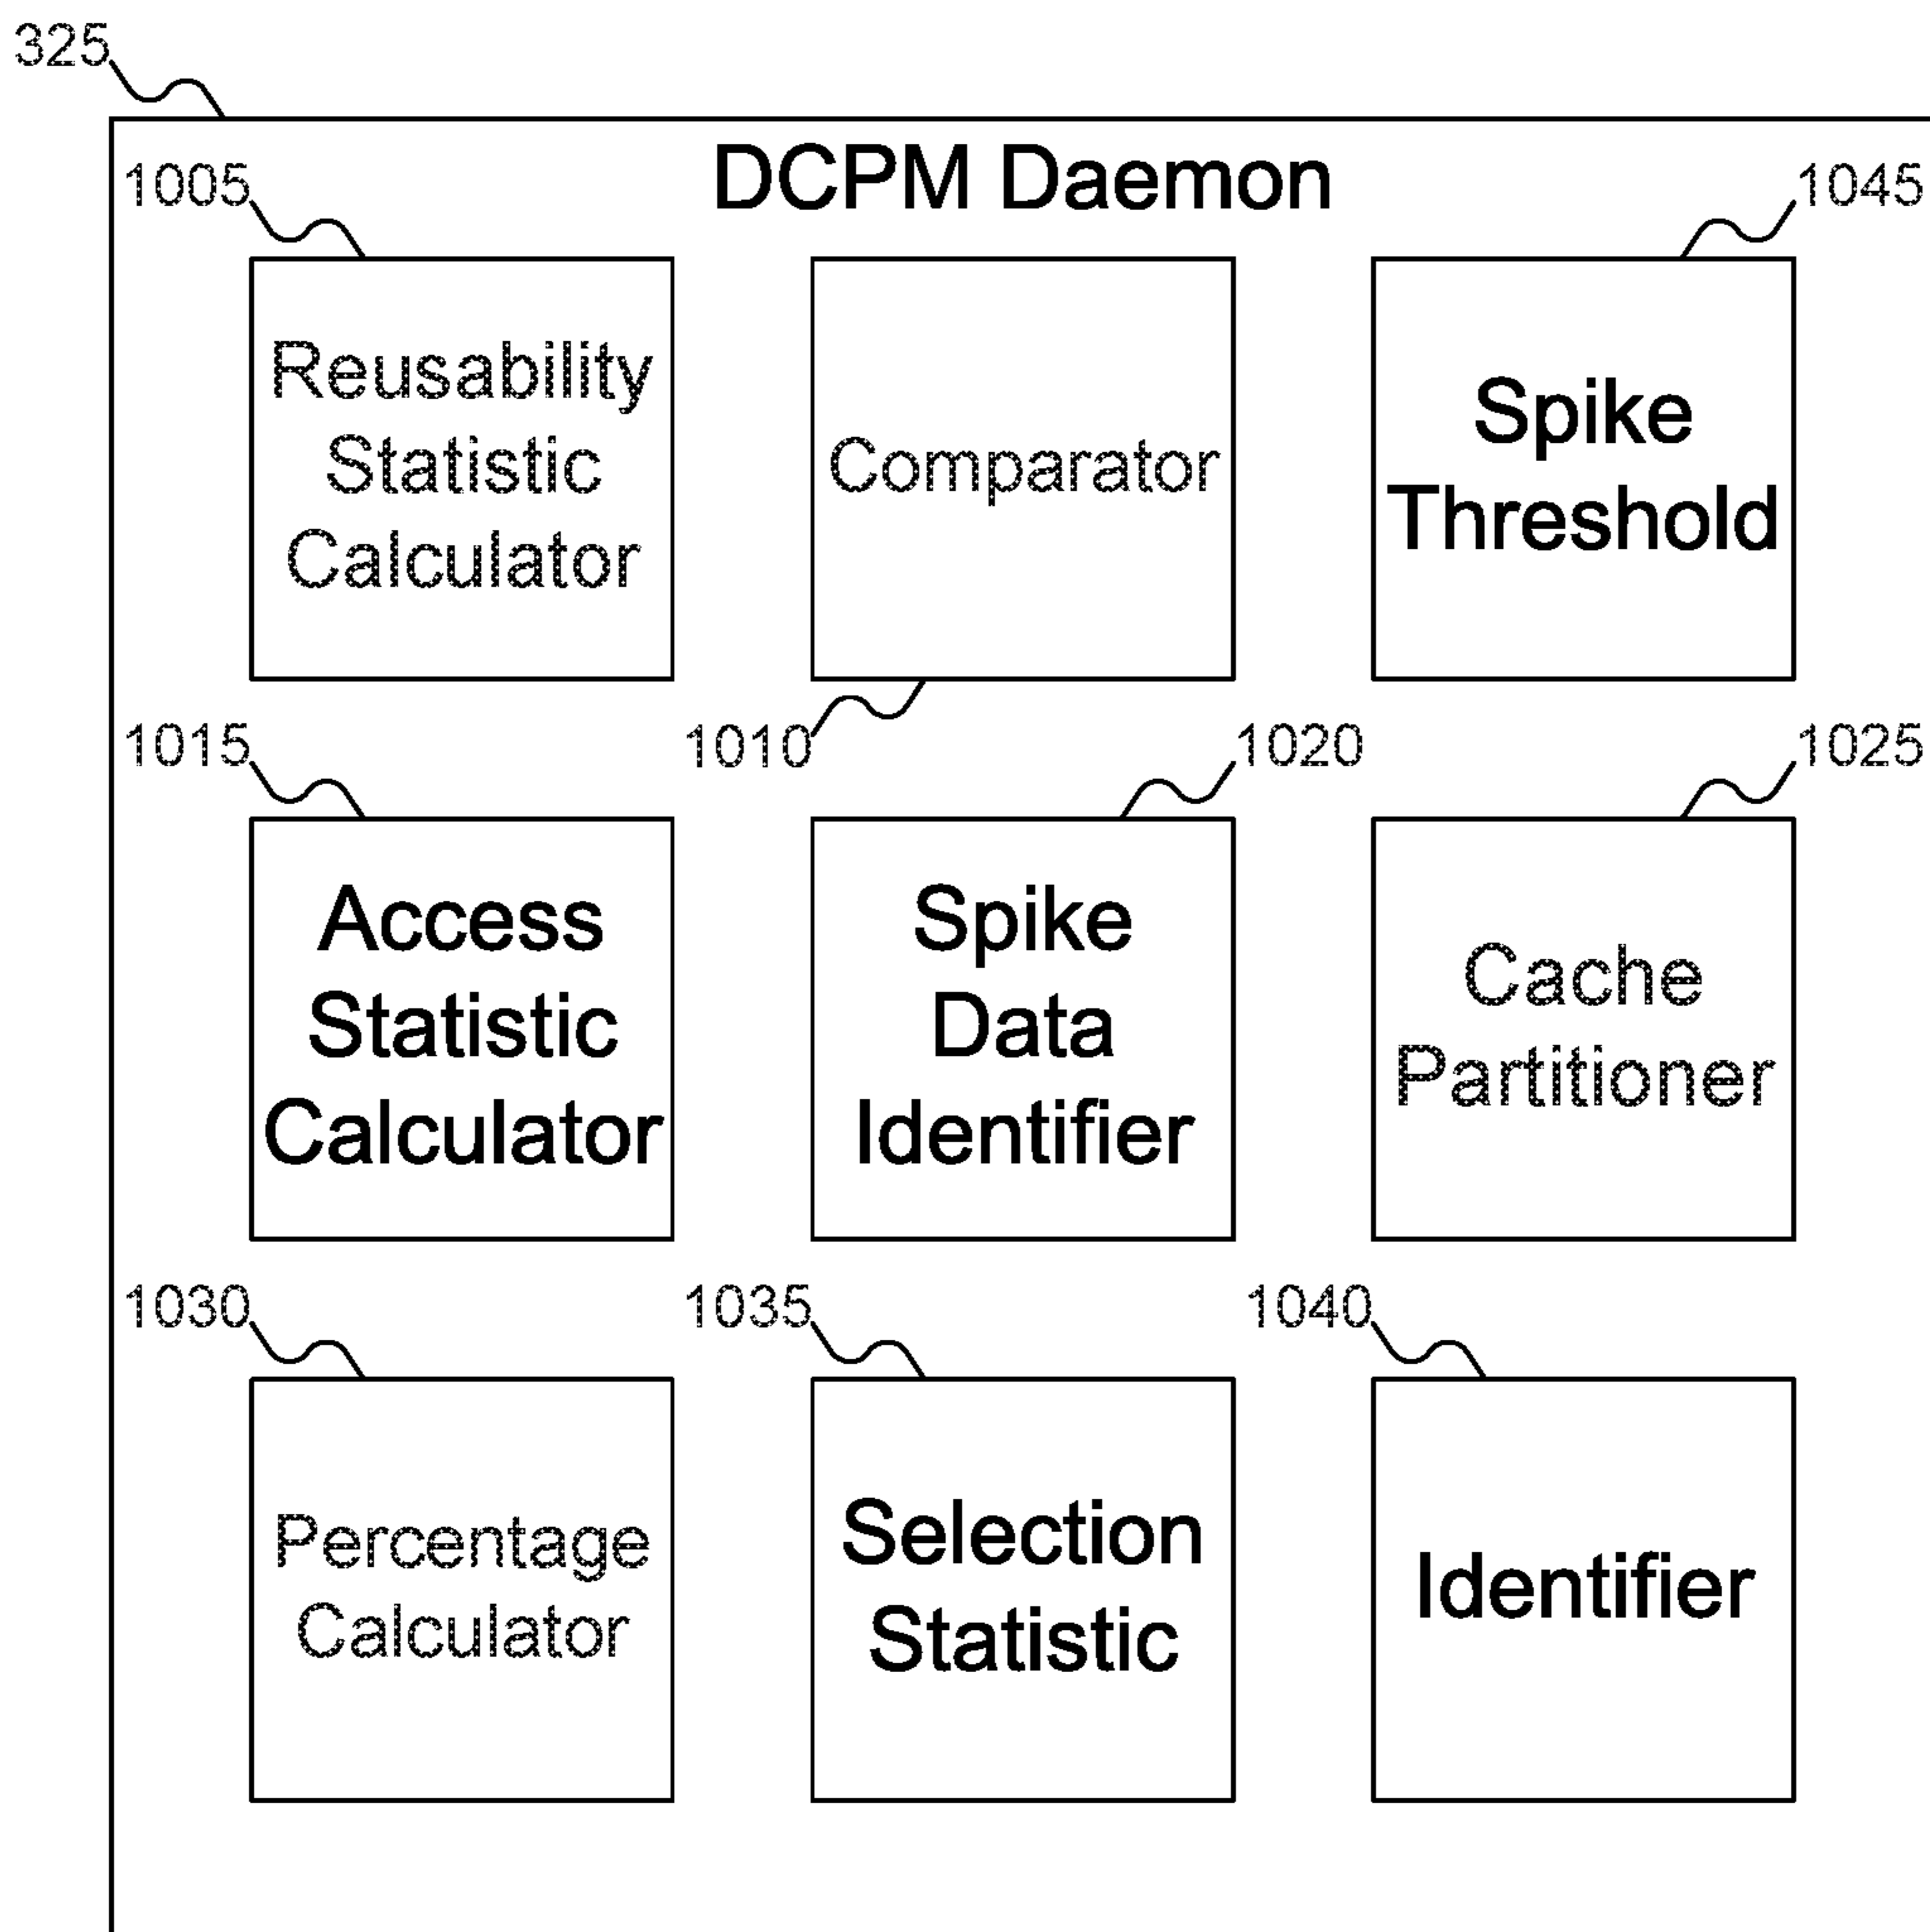 325
DCPM Daemon
1005
1045
Reusability
Statistic
Calculator
Comparator
Spike
Threshold
1015
1010
1020
1025
Access
Statistic
Calculator
Spike
Data
Identifier
Cache
Partitioner
1030
1035
1040
Percentage
Calculator
Selection
Statistic
Identifier